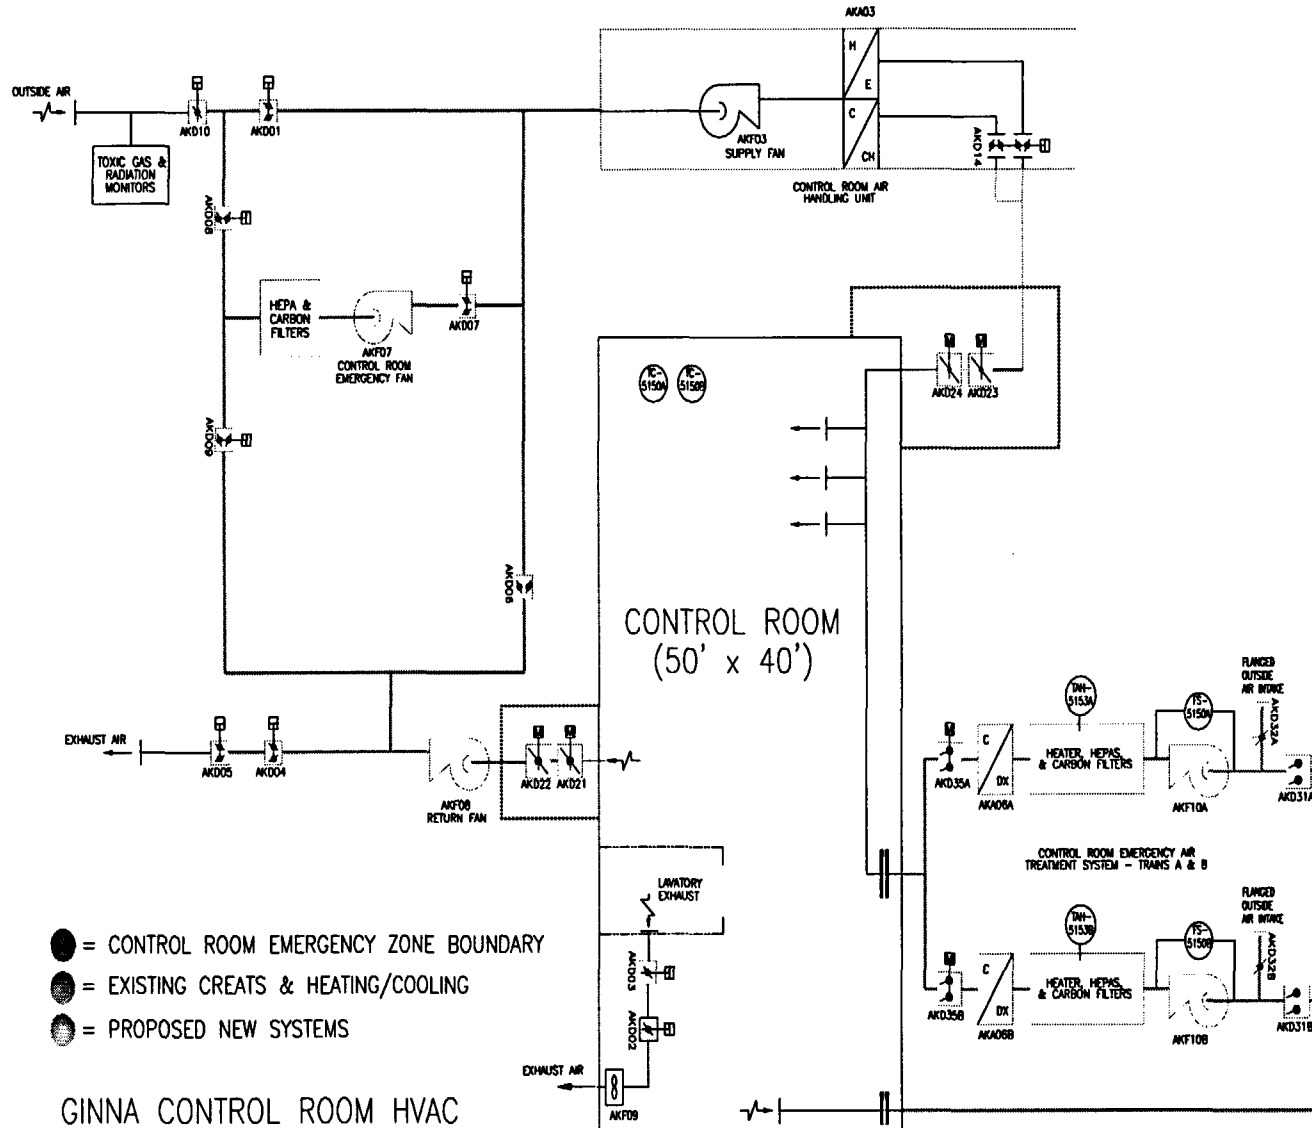 AKA03
H
E
C
CH
OUTSIDE AIR
AKD10
AKD01
TOXIC GAS &
RADIATION
MONITORS
AKF03
SUPPLY FAN
AKD14
CONTROL ROOM AIR
HANDLING UNIT
AKD08
HEPA &
CARBON
FILTERS
AKF07
CONTROL ROOM
EMERGENCY FAN
AKD07
AKD09
AKD06
TC-
5150A
TC-
5150B
M
M
AKD24
AKD23
CONTROL ROOM
(50' x 40')
EXHAUST AIR
AKD05
AKD04
AKF08
RETURN FAN
M
M
AKD22
AKD21
LAVATORY
EXHAUST
AKD03
AKD02
EXHAUST AIR
AKF09
M
AKD35A
C
DX
AKA06A
TAH-
5153A
HEATER, HEPAS,
& CARBON FILTERS
FS-
5150A
AKF10A
FLANGED
OUTSIDE
AIR INTAKE
AKD32A
AKD31A
CONTROL ROOM EMERGENCY AIR
TREATMENT SYSTEM - TRAINS A & B
M
AKD35B
C
DX
AKA06B
TAH-
5153B
HEATER, HEPAS,
& CARBON FILTERS
FS-
5150B
AKF10B
FLANGED
OUTSIDE
AIR INTAKE
AKD32B
AKD31B
= CONTROL ROOM EMERGENCY ZONE BOUNDARY
= EXISTING CREATS & HEATING/COOLING
= PROPOSED NEW SYSTEMS
GINNA CONTROL ROOM HVAC